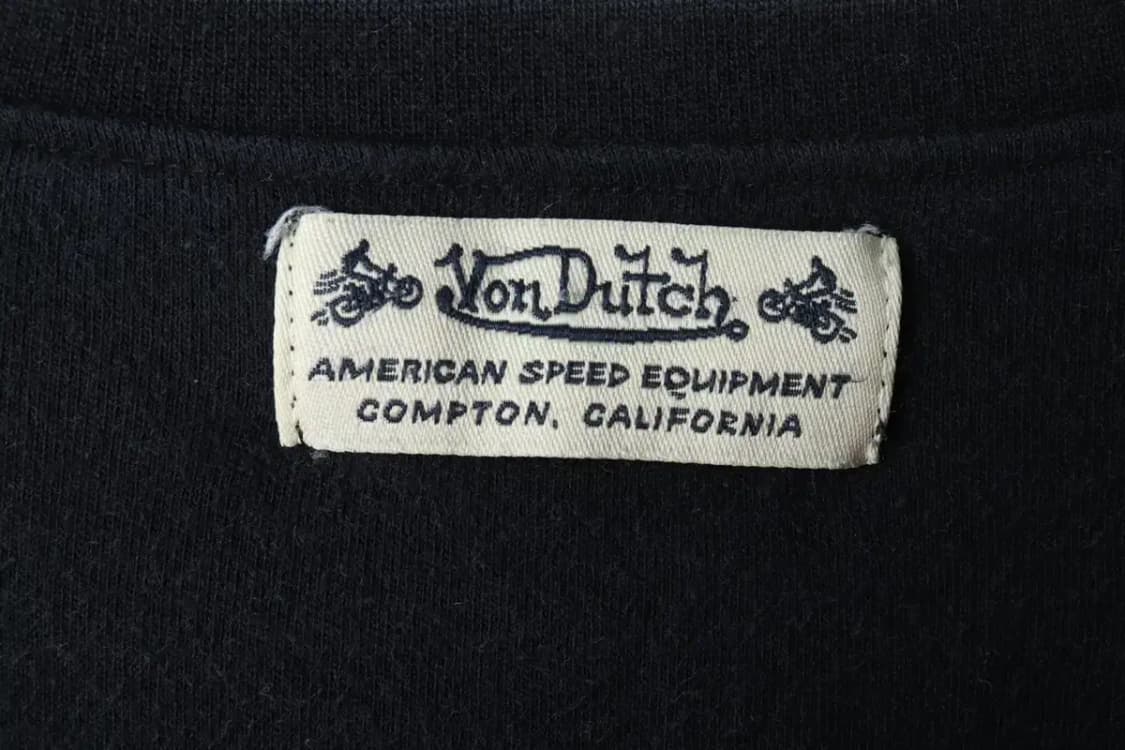 Von Dutch
AMERICAN SPEED EQUIPMENT
COMPTON, CALIFORNIA